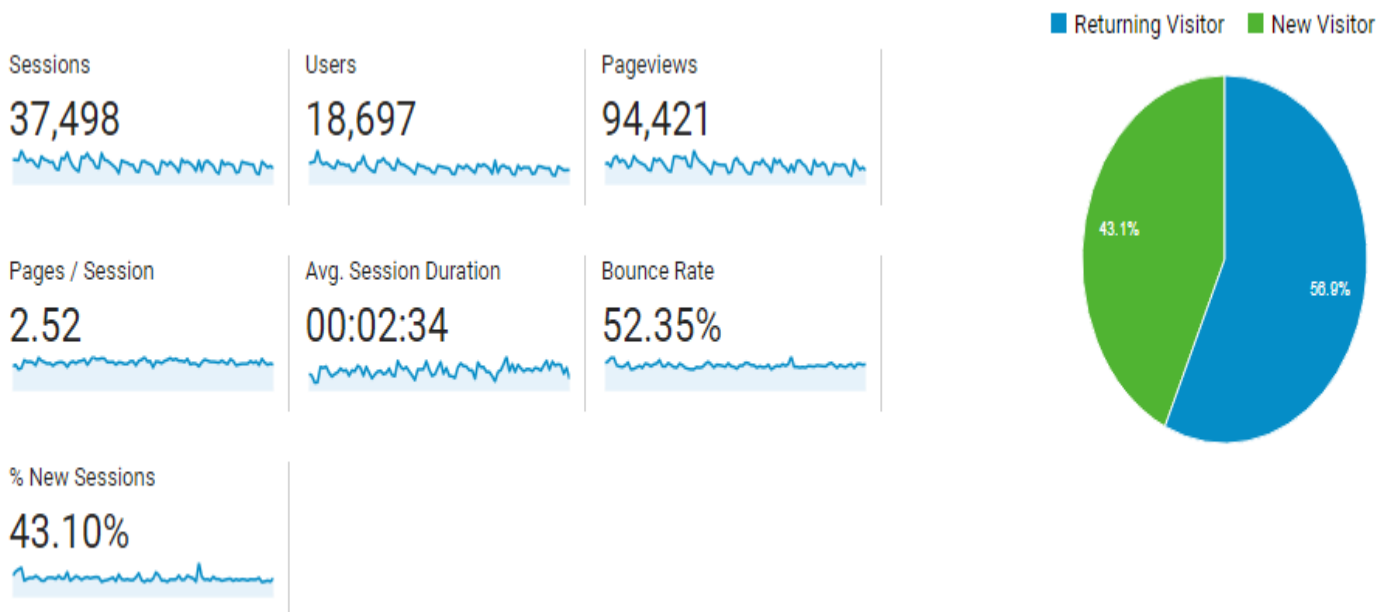 Returning Visitor New Visitor
Sessions Users Pageviews
37,498 18,697 94,421
Pages / Session Avg. Session Duration Bounce Rate
2.52 00:02:34 52.35%
% New Sessions
43.10%
43.1%
56.9%